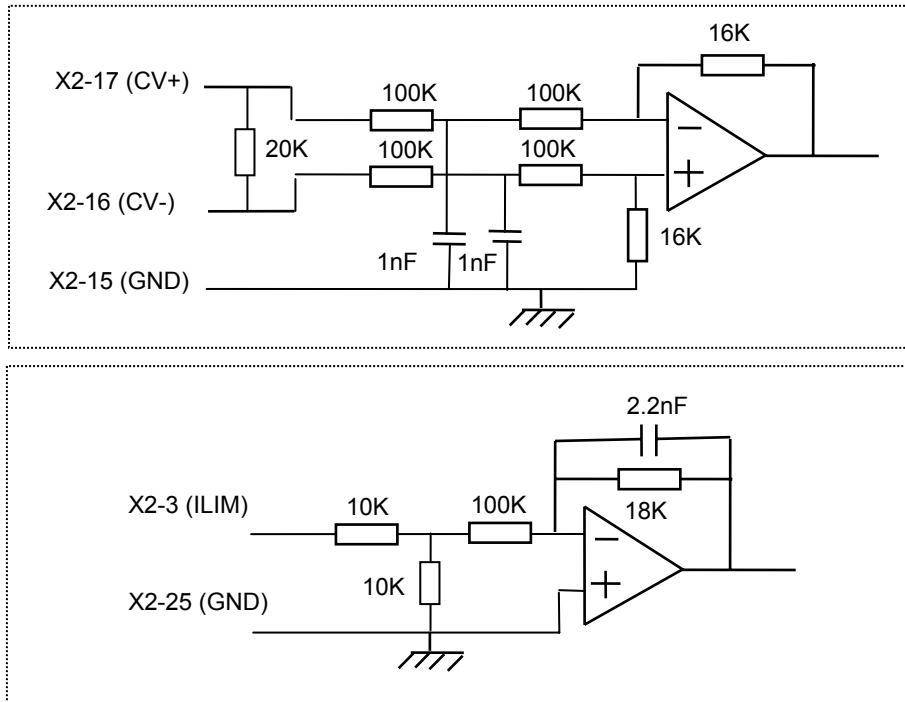 16K
X2-17 (CV+)
100K
100K
20K
100K
100K
X2-16 (CV-)
16K
1nF
1nF
X2-15 (GND)
2.2nF
X2-3 (ILIM)
10K
100K
18K
10K
X2-25 (GND)